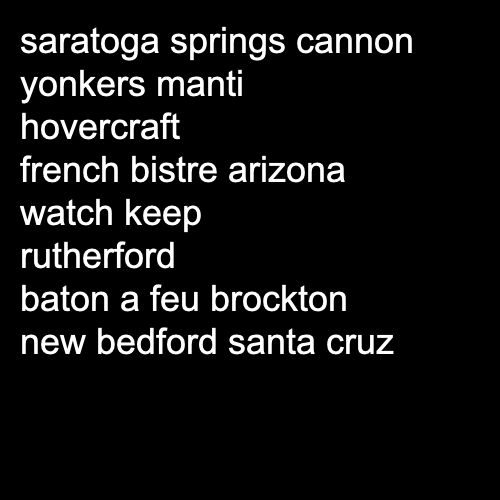 saratoga springs cannon
yonkers manti
hovercraft
french bistre arizona
watch keep
rutherford
baton a feu brockton
new bedford santa cruz